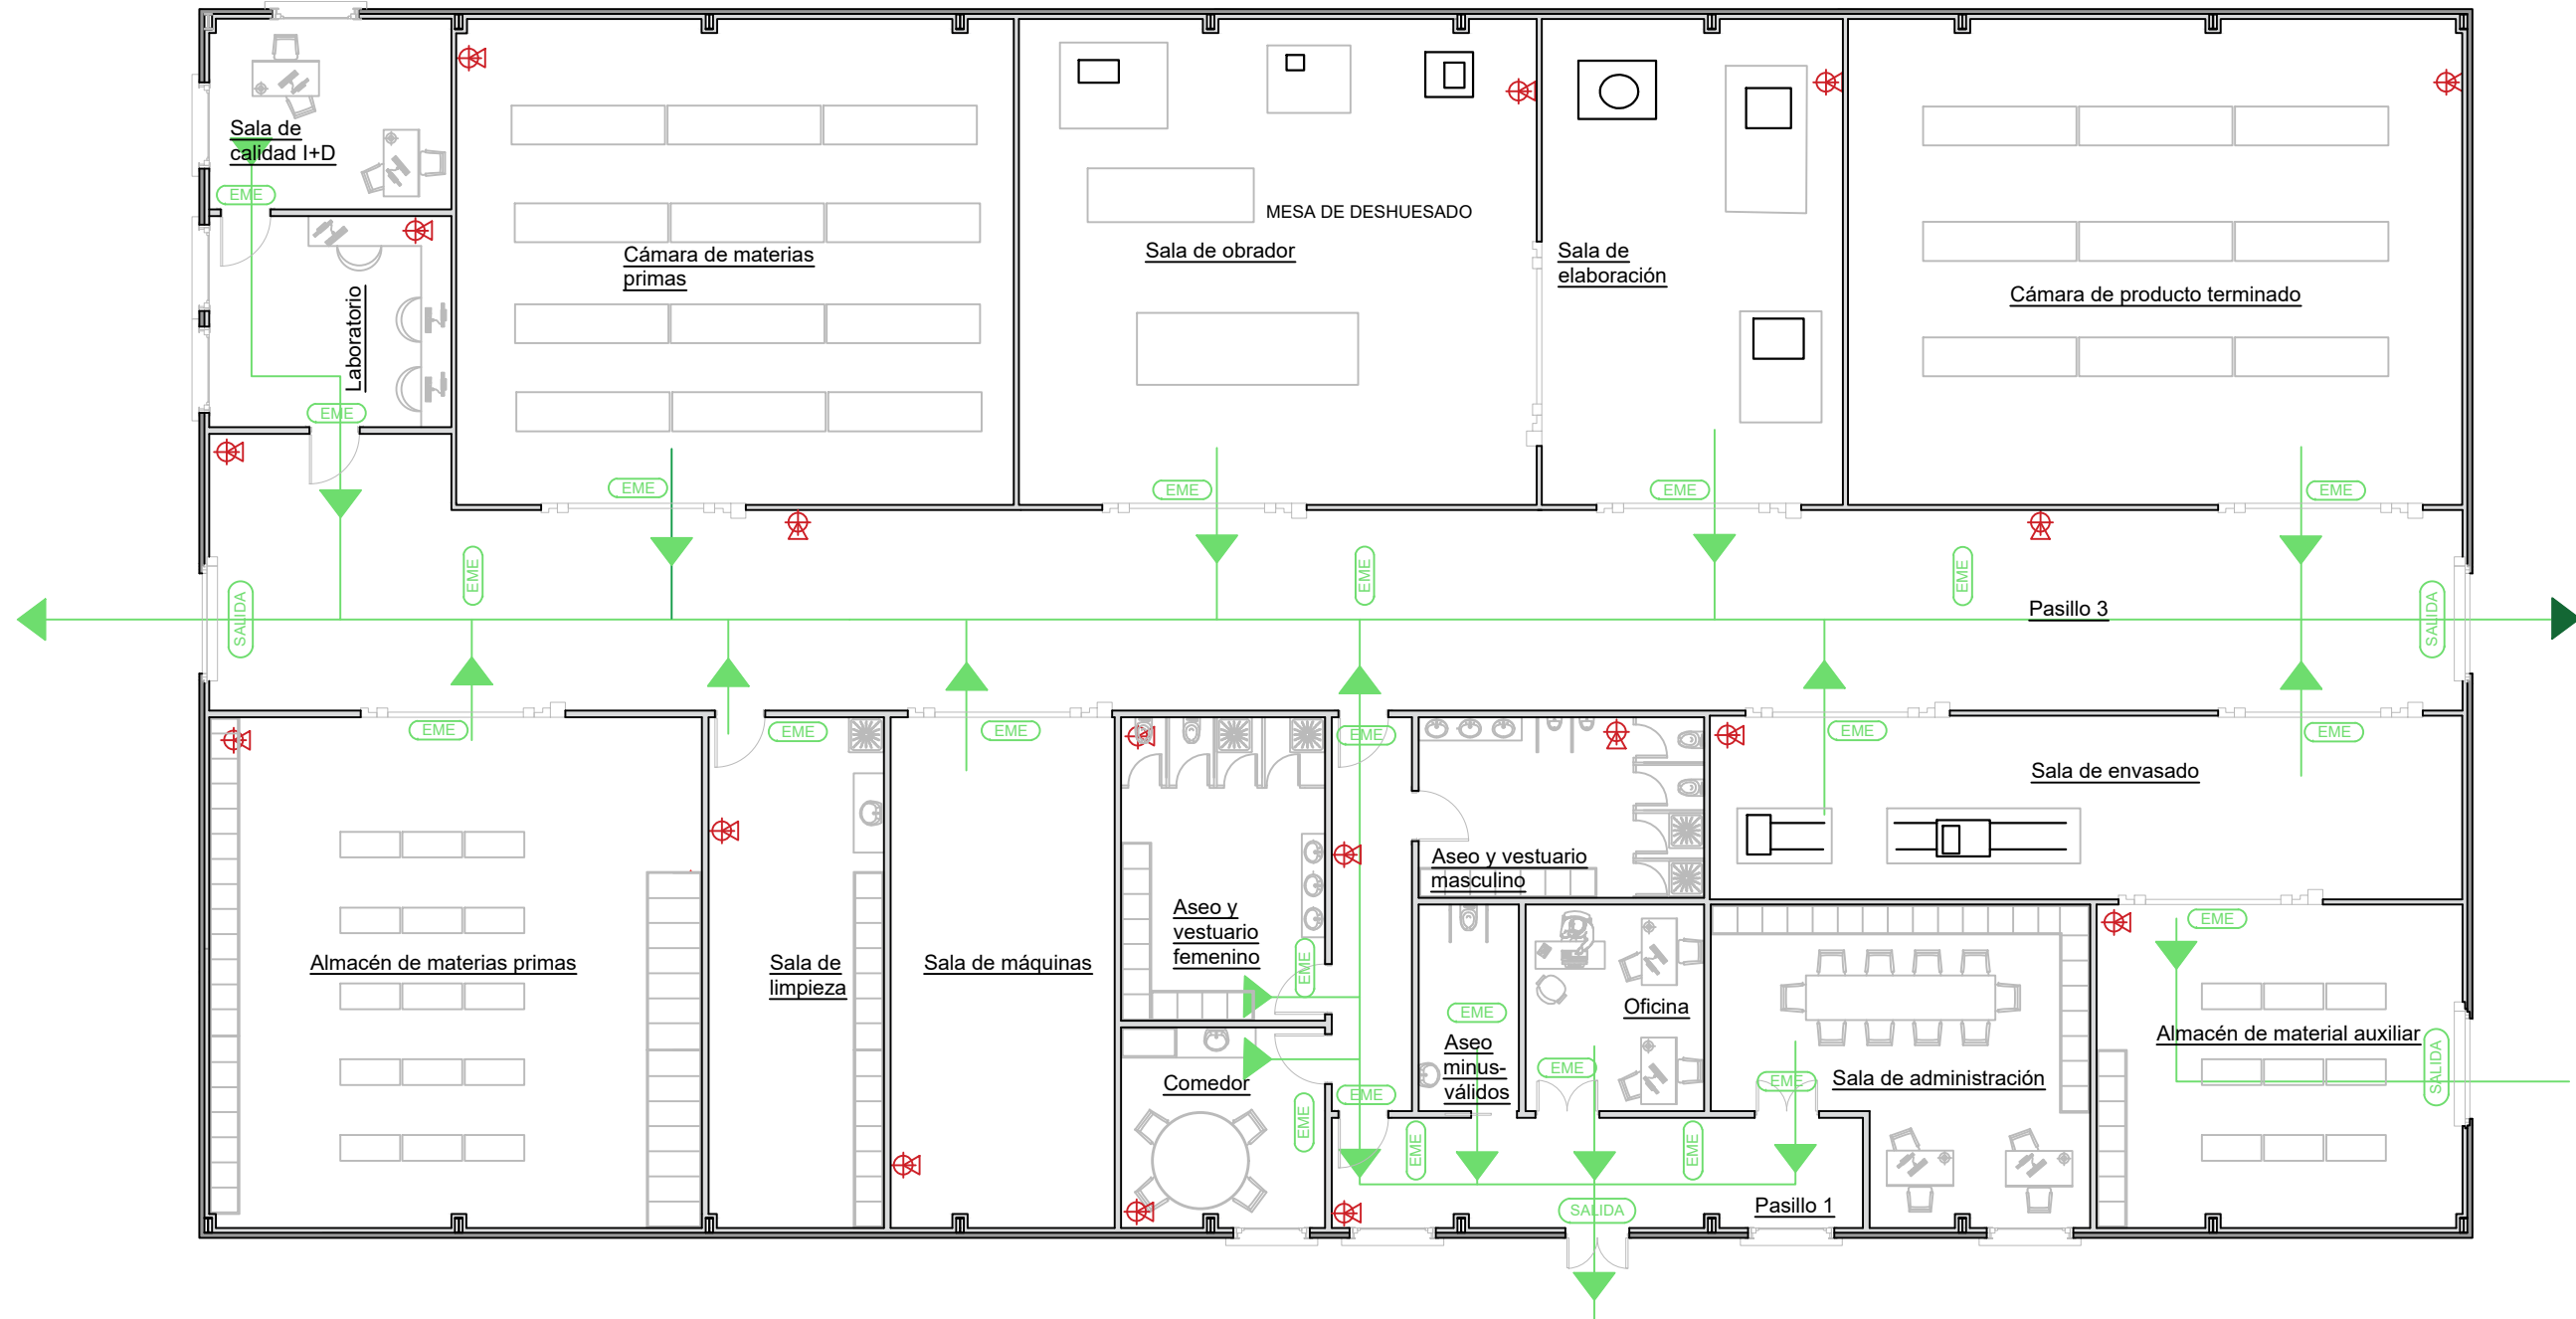 Sala de
calidad I+D
EME
Laboratorio
EME
Cámara de materias
primas
EME
MESA DE DESHUESADO
Sala de obrador
EME
Sala de
elaboración
EME
Cámara de producto terminado
EME
SALIDA
EME
EME
EME
Pasillo 3
SALIDA
EME
EME
EME
EME
EME
EME
Sala de envasado
Almacén de materias primas
Sala de
limpieza
Sala de máquinas
Aseo y
vestuario
femenino
EME
Aseo y vestuario
masculino
Comedor
EME
EME
EME
Aseo
minus-
válidos
Oficina
EME
EME
Sala de administración
EME
Almacén de material auxiliar
SALIDA
EME
EME
SALIDA
Pasillo 1